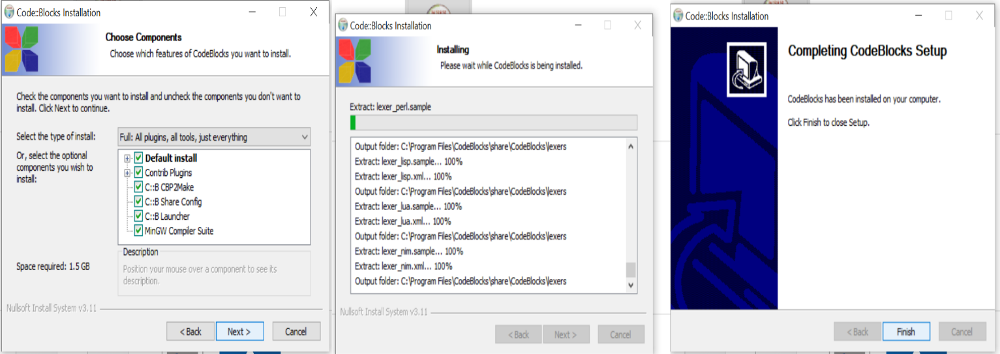 Code::Blocks Installation
Choose Components
Choose which features of CodeBlocks you want to install.
Check the components you want to install and uncheck the components you don't want to
install. Click Next to continue.
Select the type of install:
Full: All plugins, all tools, just everything
Or, select the optional
components you wish to
install:
Default install
Contrib Plugins
C::B CBP2Make
C::B Share Config
C::B Launcher
MinGW Compiler Suite
Space required: 1.5 GB
Description
Position your mouse over a component to see its
description.
Nullsoft Install System v3.11
< Back
Next >
Cancel
Code::Blocks Installation
Installing
Please wait while CodeBlocks is being installed.
Extract: lexer_perl.sample
Output folder: C:\Program Files\CodeBlocks\share\CodeBlocks\lexers
Extract: lexer_lisp.sample... 100%
Extract: lexer_lisp.xml... 100%
Output folder: C:\Program Files\CodeBlocks\share\CodeBlocks\lexers
Extract: lexer_lua.sample... 100%
Extract: lexer_lua.xml... 100%
Output folder: C:\Program Files\CodeBlocks\share\CodeBlocks\lexers
Extract: lexer_nim.sample... 100%
Extract: lexer_nim.xml... 100%
Output folder: C:\Program Files\CodeBlocks\share\CodeBlocks\lexers
Nullsoft Install System v3.11
< Back
Next >
Cancel
Code::Blocks Installation
Completing CodeBlocks Setup
CodeBlocks has been installed on your computer.
Click Finish to close Setup.
< Back
Finish
Cancel